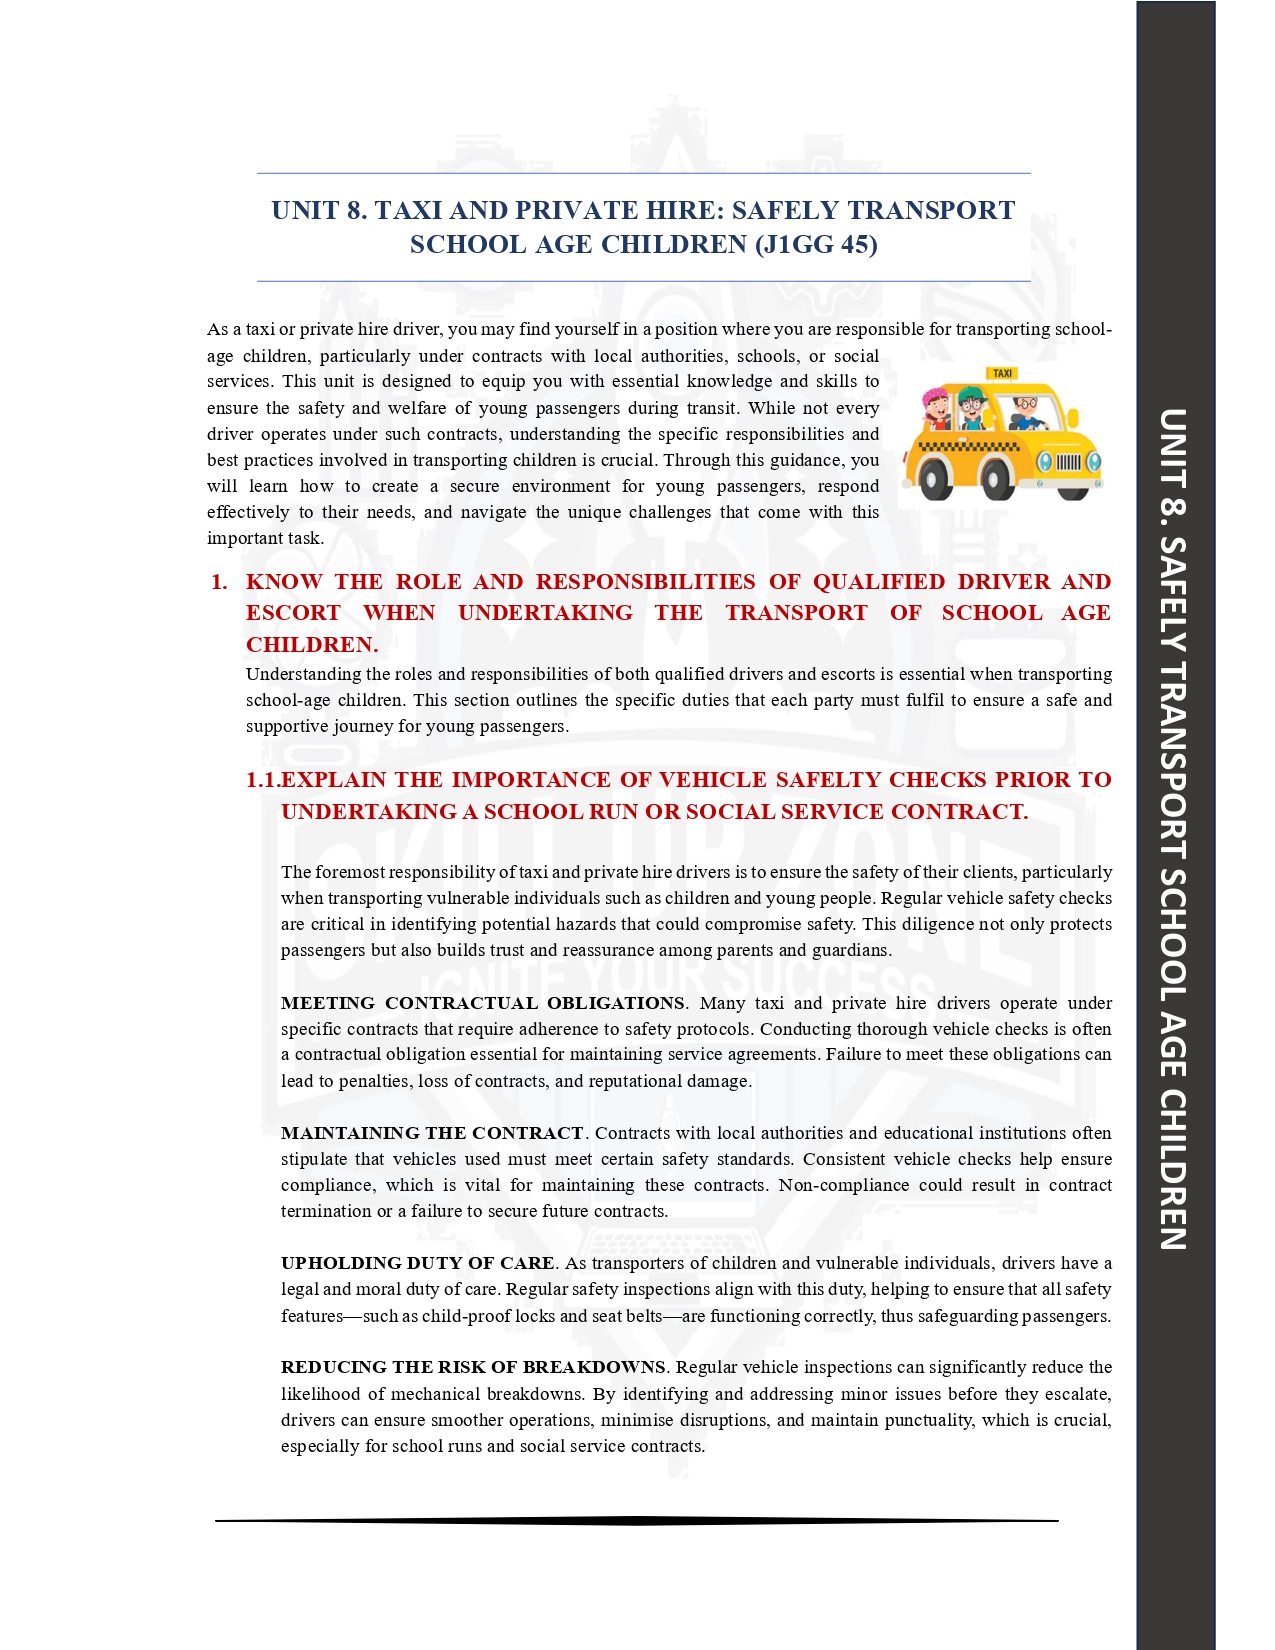 UNIT 8. TAXI AND PRIVATE HIRE: SAFELY TRANSPORT
SCHOOL AGE CHILDREN (J1GG 45)
As a taxi or private hire driver, you may find yourself in a position where you are responsible for transporting school-
age children, particularly under contracts with local authorities, schools, or social
services. This unit is designed to equip you with essential knowledge and skills to
ensure the safety and welfare of young passengers during transit. While not every
driver operates under such contracts, understanding the specific responsibilities and
best practices involved in transporting children is crucial. Through this guidance, you
will learn how to create a secure environment for young passengers, respond
effectively to their needs, and navigate the unique challenges that come with this
important task.
TAXI
1. KNOW THE ROLE AND RESPONSIBILITIES OF QUALIFIED DRIVER AND
ESCORT WHEN UNDERTAKING THE TRANSPORT OF SCHOOL AGE
CHILDREN.
Understanding the roles and responsibilities of both qualified drivers and escorts is essential when transporting
school-age children. This section outlines the specific duties that each party must fulfil to ensure a safe and
supportive journey for young passengers.
1.1.EXPLAIN THE IMPORTANCE OF VEHICLE SAFELTY CHECKS PRIOR TO
UNDERTAKING A SCHOOL RUN OR SOCIAL SERVICE CONTRACT.
The foremost responsibility of taxi and private hire drivers is to ensure the safety of their clients, particularly
when transporting vulnerable individuals such as children and young people. Regular vehicle safety checks
are critical in identifying potential hazards that could compromise safety. This diligence not only protects
passengers but also builds trust and reassurance among parents and guardians.
MEETING CONTRACTUAL OBLIGATIONS. Many taxi and private hire drivers operate under
specific contracts that require adherence to safety protocols. Conducting thorough vehicle checks is often
a contractual obligation essential for maintaining service agreements. Failure to meet these obligations can
lead to penalties, loss of contracts, and reputational damage.
MAINTAINING THE CONTRACT. Contracts with local authorities and educational institutions often
stipulate that vehicles used must meet certain safety standards. Consistent vehicle checks help ensure
compliance, which is vital for maintaining these contracts. Non-compliance could result in contract
termination or a failure to secure future contracts.
UPHOLDING DUTY OF CARE. As transporters of children and vulnerable individuals, drivers have a
legal and moral duty of care. Regular safety inspections align with this duty, helping to ensure that all safety
features—such as child-proof locks and seat belts—are functioning correctly, thus safeguarding passengers.
REDUCING THE RISK OF BREAKDOWNS. Regular vehicle inspections can significantly reduce the
likelihood of mechanical breakdowns. By identifying and addressing minor issues before they escalate,
drivers can ensure smoother operations, minimise disruptions, and maintain punctuality, which is crucial,
especially for school runs and social service contracts.
UNIT 8. SAFELY TRANSPORT SCHOOL AGE CHILDREN
SKILL UP ZONE
IGNITE YOUR SUCCESS